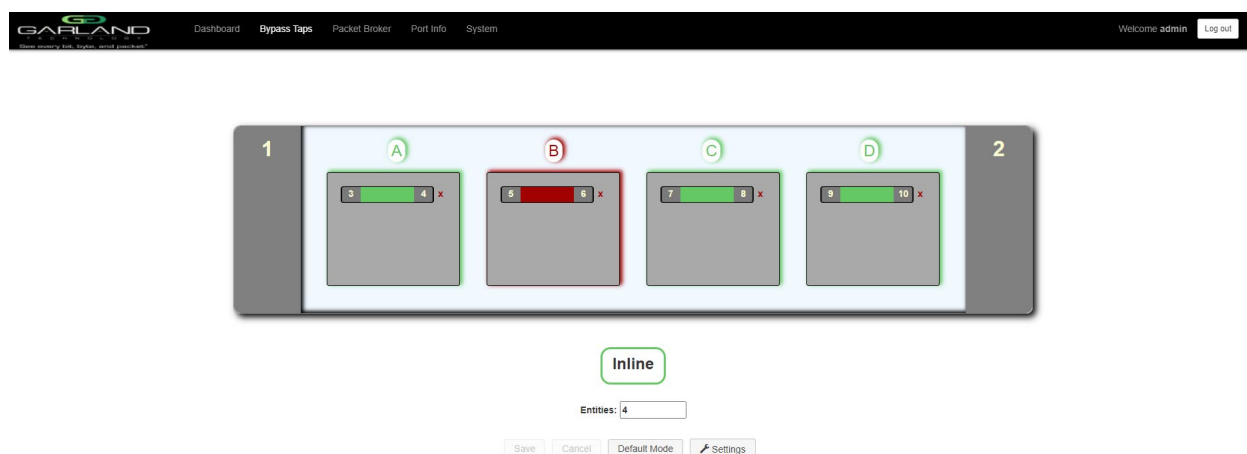 GARLAND
TECHNOLOGY
See every bit, byte, and packet.®
Dashboard Bypass Taps Packet Broker Port Info System
Welcome admin Log out
1 A B C D 2
3 4 x 5 6 x 7 8 x 9 10 x
Inline
Entities: 4
Save Cancel Default Mode Settings